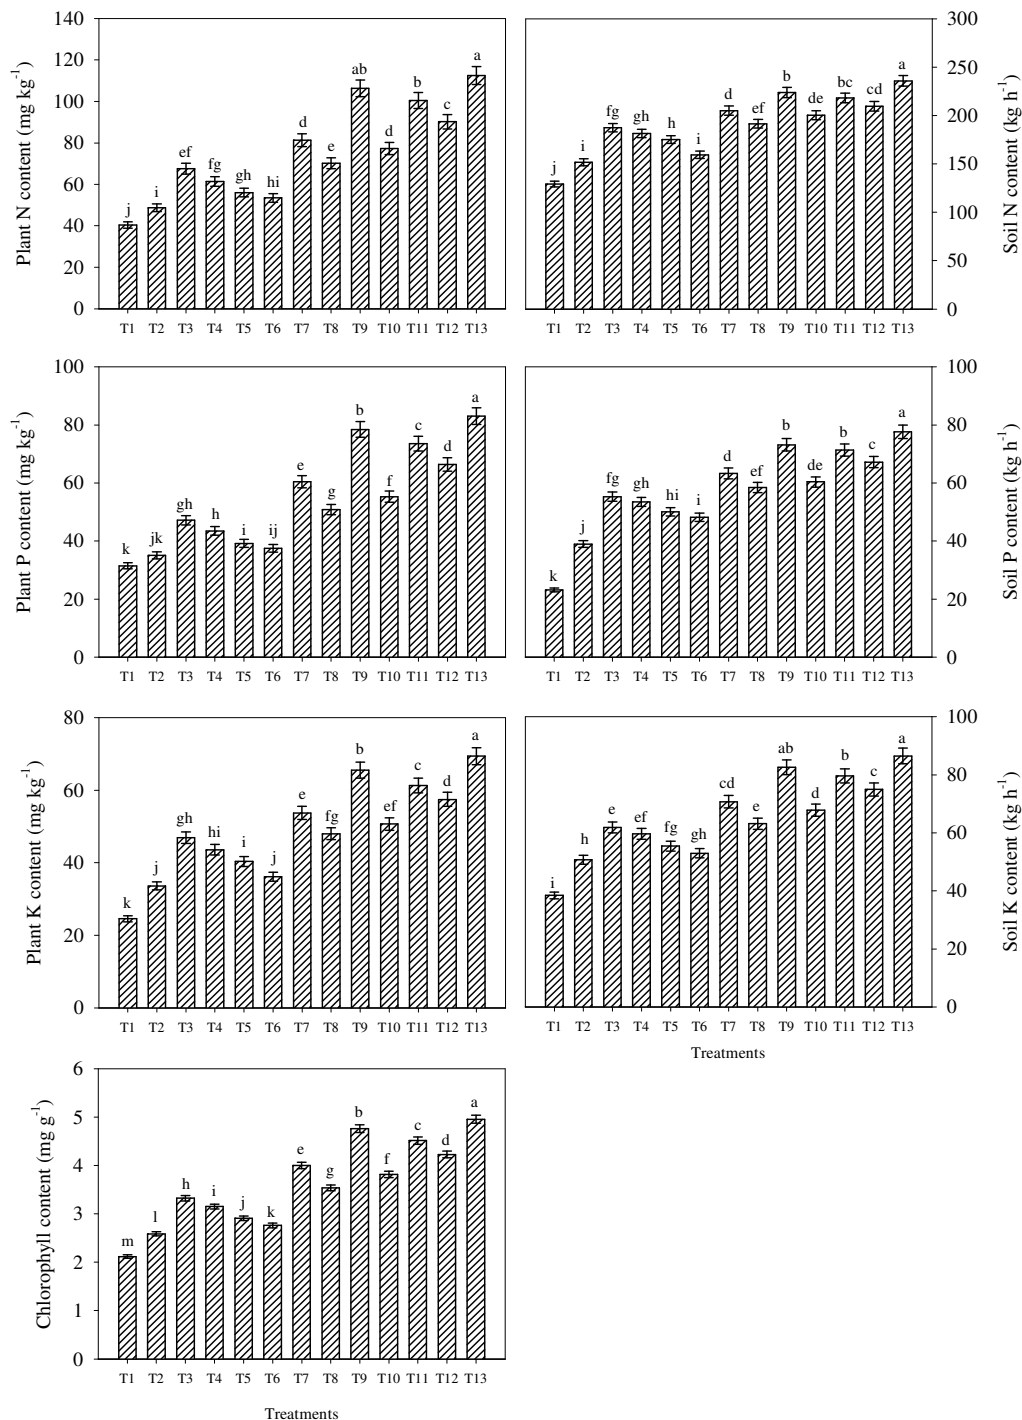 140
120
100
80
60
40
20
0
Plant N content (mg kg-1)
j
i
ef
fg
gh
hi
d
e
ab
d
b
c
a
T1 T2 T3 T4 T5 T6 T7 T8 T9 T10 T11 T12 T13
300
250
200
150
100
50
0
Soil N content (kg h-1)
j
i
fg
gh
h
i
d
ef
b
de
bc
cd
a
T1 T2 T3 T4 T5 T6 T7 T8 T9 T10 T11 T12 T13
100
80
60
40
20
0
Plant P content (mg kg-1)
k
jk
gh
h
i
ij
e
g
b
f
c
d
a
T1 T2 T3 T4 T5 T6 T7 T8 T9 T10 T11 T12 T13
100
80
60
40
20
0
Soil P content (kg h-1)
k
j
fg
gh
hi
i
d
ef
b
de
b
c
a
T1 T2 T3 T4 T5 T6 T7 T8 T9 T10 T11 T12 T13
80
60
40
20
0
Plant K content (mg kg-1)
k
j
gh
hi
i
j
e
fg
b
ef
c
d
a
T1 T2 T3 T4 T5 T6 T7 T8 T9 T10 T11 T12 T13
100
80
60
40
20
0
Soil K content (kg h-1)
i
h
e
ef
fg
gh
cd
e
ab
d
b
c
a
T1 T2 T3 T4 T5 T6 T7 T8 T9 T10 T11 T12 T13
Treatments
6
5
4
3
2
1
0
Chlorophyll content (mg g-1)
m
l
h
i
j
k
e
g
b
f
c
d
a
T1 T2 T3 T4 T5 T6 T7 T8 T9 T10 T11 T12 T13
Treatments